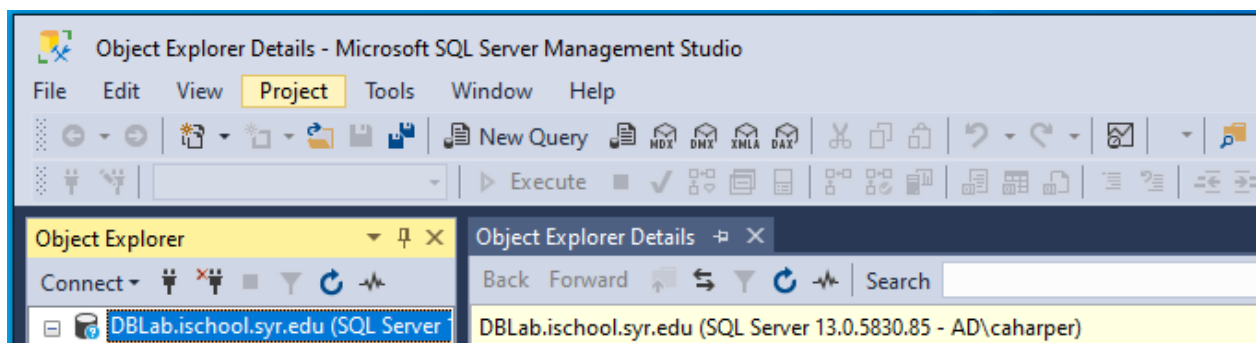 Object Explorer Details - Microsoft SQL Server Management Studio
File Edit View Project Tools Window Help
New Query MDX DMX XMLA DAX
Execute
Object Explorer
Object Explorer Details
Connect
Back Forward Search
DBLab.ischool.syr.edu (SQL Server
DBLab.ischool.syr.edu (SQL Server 13.0.5830.85 - AD\caharper)